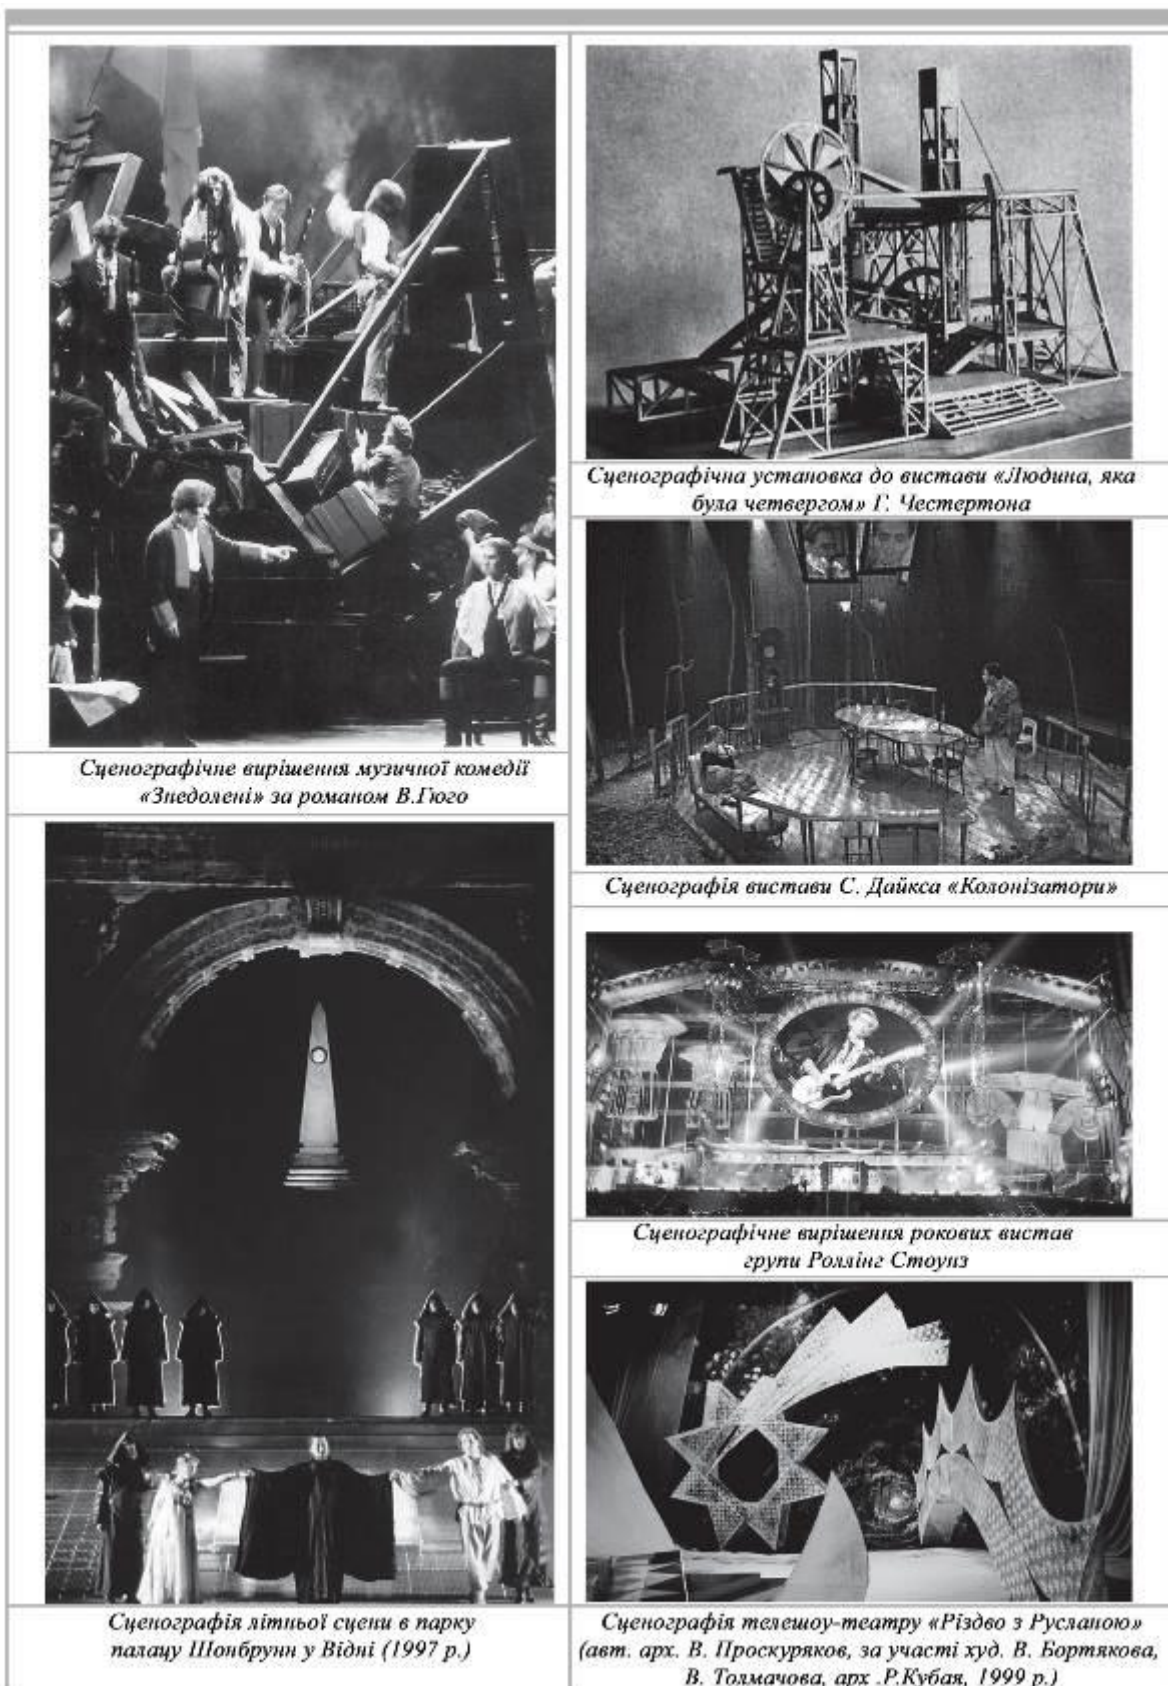 Сценографічне вирішення музичної комедії
«Знедолені» за романом В.Гюго
Сценографія літньої сцени в парку
палацу Шонбрунн у Відні (1997 р.)
Сценографічна установка до вистави «Людина, яка
була четвергом» Г. Честертона
Сценографія вистави С. Дайкса «Колонізатори»
Сценографічне вирішення рокових вистав
групи Роллінг Стоунз
Сценографія телешоу-театру «Різдво з Русланою»
(авт. арх. В. Проскуряков, за участі худ. В. Бортякова,
В. Толмачова, арх .Р.Кубая, 1999 р.)